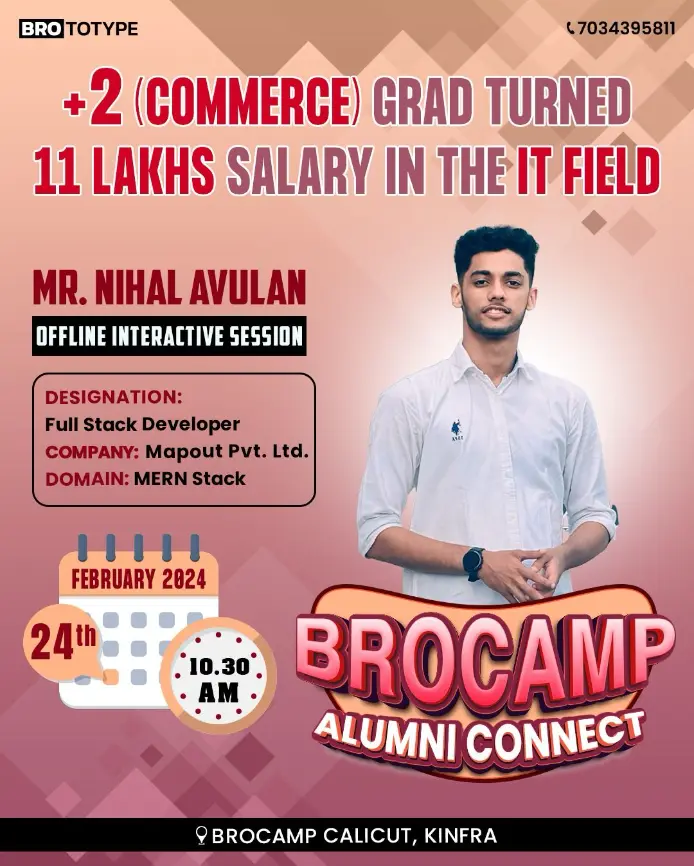 BROTOTYPE
7034395811
+2 (COMMERCE) GRAD TURNED
11 LAKHS SALARY IN THE IT FIELD
MR. NIHAL AVULAN
OFFLINE INTERACTIVE SESSION
DESIGNATION:
Full Stack Developer
COMPANY: Mapout Pvt. Ltd.
DOMAIN: MERN Stack
FEBRUARY 2024
24th
10.30
AM
BROCAMP
ALUMNI CONNECT
BROCAMP CALICUT, KINFRA